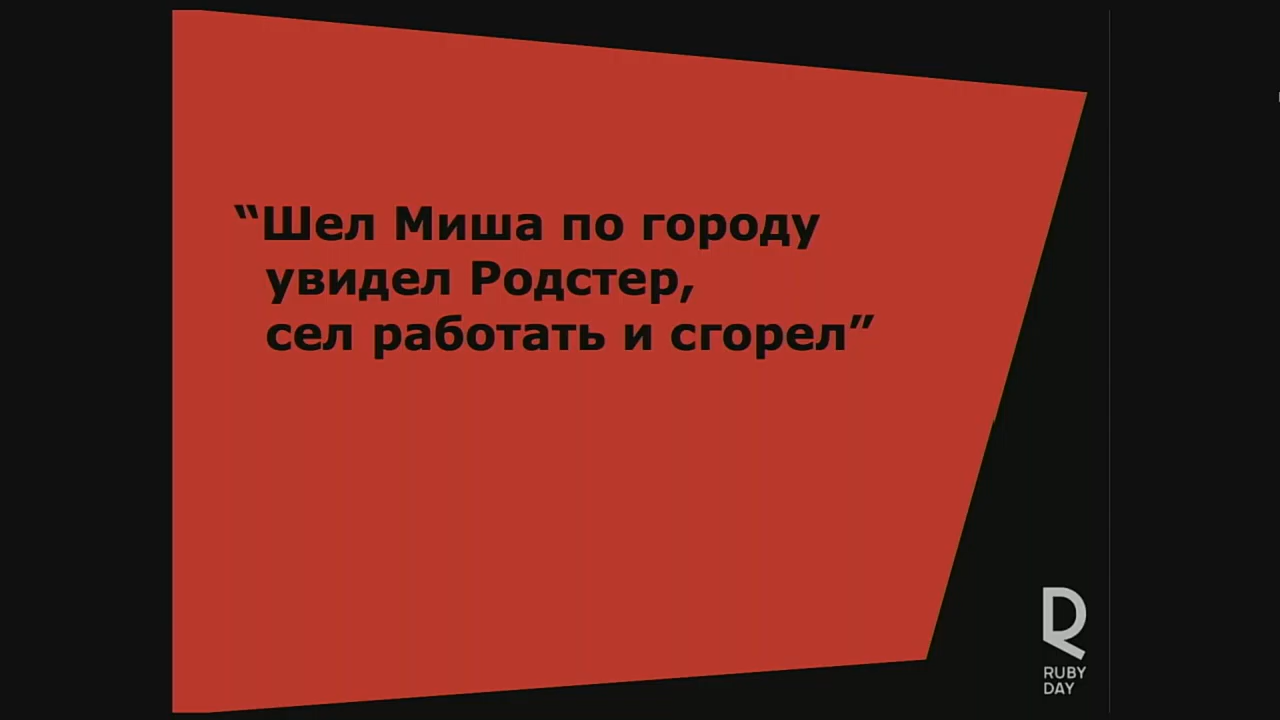 “Шел Миша по городу
увидел Родстер,
сел работать и сгорел”
RUBY
DAY